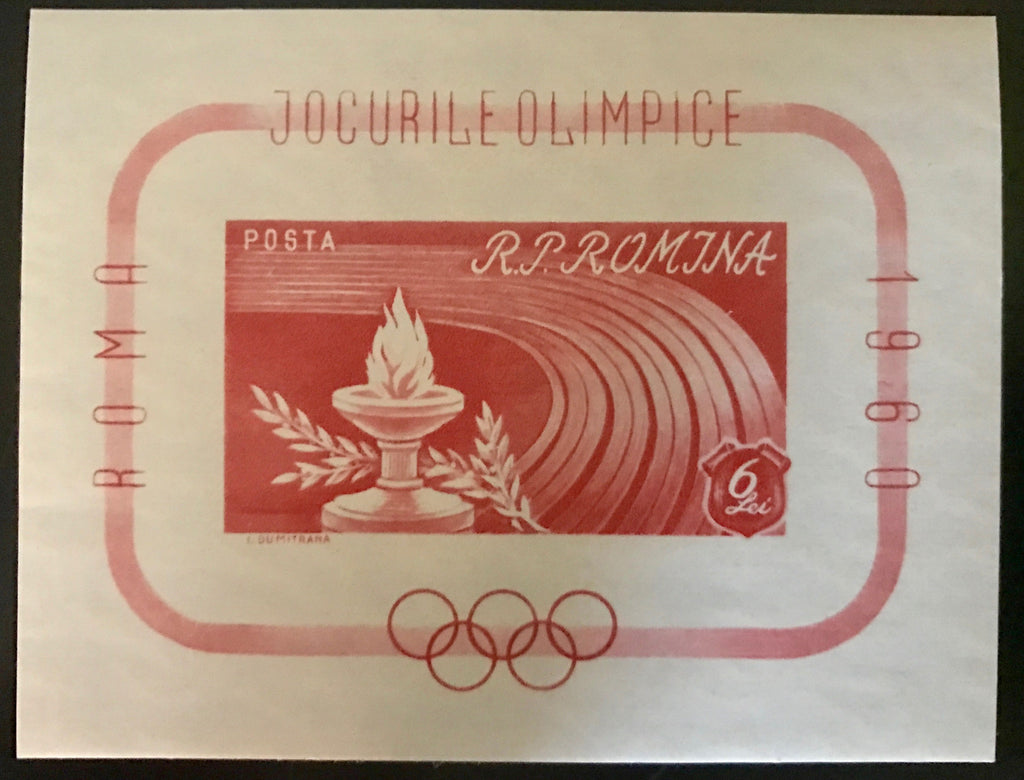 JOCURILE OLIMPICE
ROMA
1960
POSTA
R.P.ROMINA
6
Lei
I. DUMITRANA